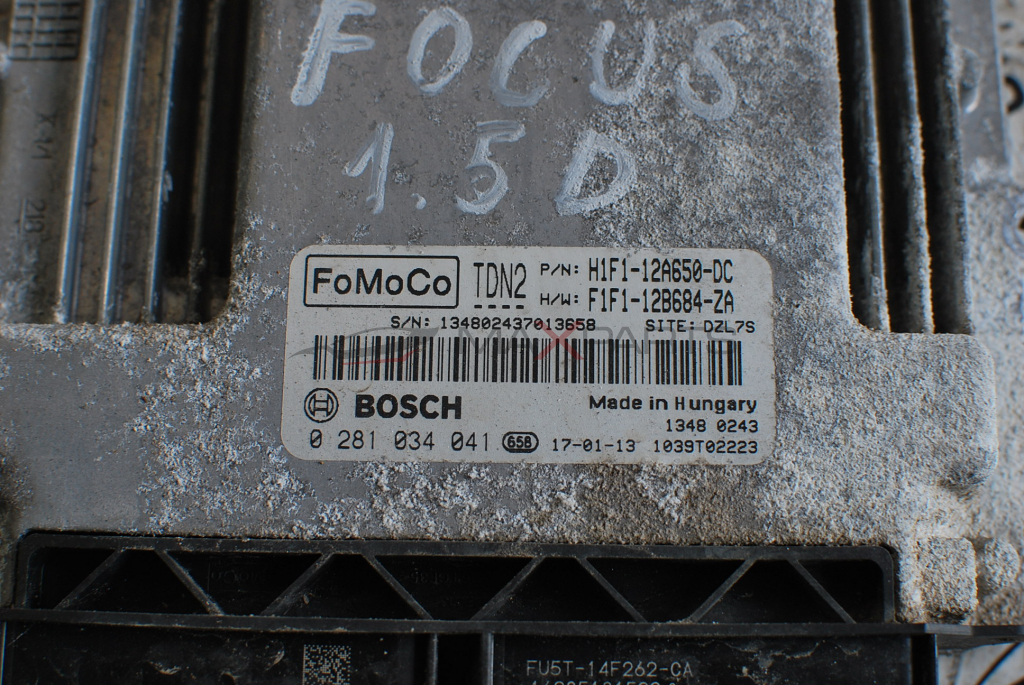 FOCUS
1.5D
FoMoCo TDN2 P/N: H1F1-12A650-DC
H/W: F1F1-12B684-ZA
S/N: 134802437013658 SITE: DZL7S
MAXPARTS
BOSCH Made in Hungary
1348 0243
0 281 034 041 658 17-01-13 1039T02223
FU5T-14F262-CA